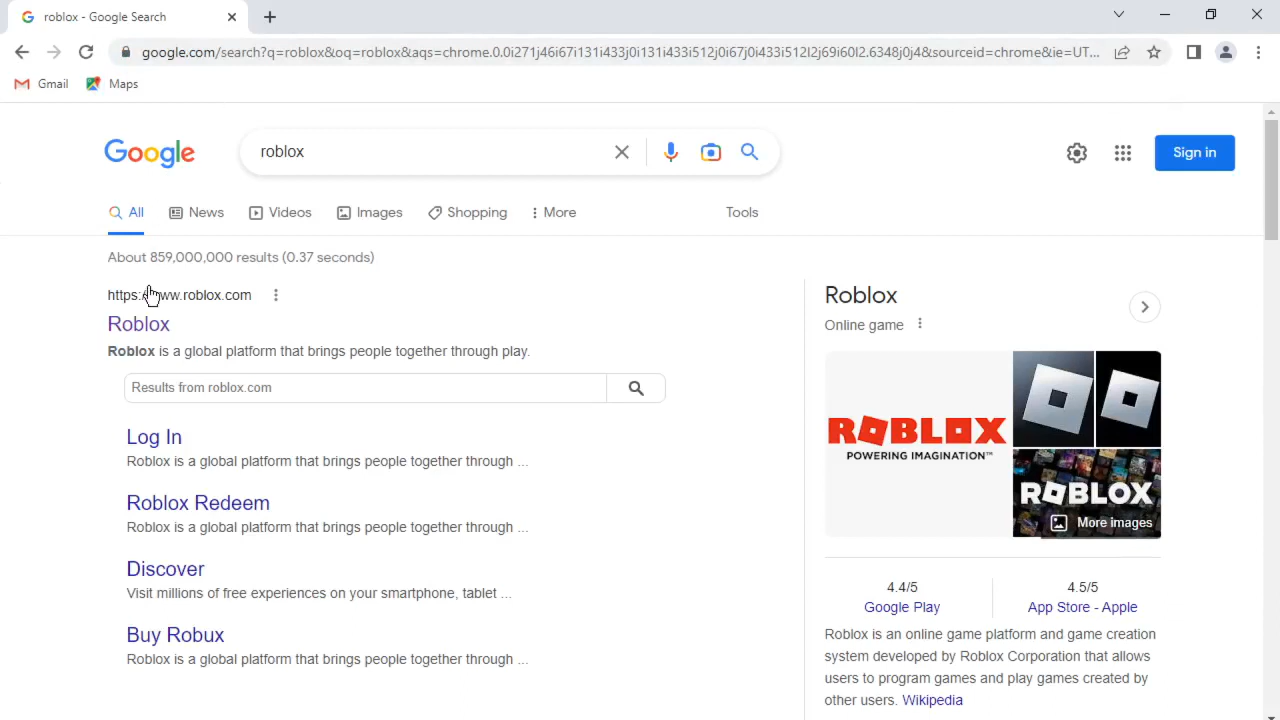 roblox - Google Search
google.com/search?q=roblox&oq=roblox&aqs=chrome.0.0i271j46i67i131i433j0i131i433i512j0i67j0i433i512l2j69i60l2.6348j0j4&sourceid=chrome&ie=UT...
Gmail Maps
Google roblox Sign in
All News Videos Images Shopping More Tools
About 859,000,000 results (0.37 seconds)
https://www.roblox.com
Roblox
Roblox is a global platform that brings people together through play.
Results from roblox.com
Log In
Roblox is a global platform that brings people together through ...
Roblox Redeem
Roblox is a global platform that brings people together through ...
Discover
Visit millions of free experiences on your smartphone, tablet ...
Buy Robux
Roblox is a global platform that brings people together through ...
Roblox
Online game
ROBLOX
POWERING IMAGINATION™
ROBLOX
More images
4.4/5
Google Play
4.5/5
App Store - Apple
Roblox is an online game platform and game creation
system developed by Roblox Corporation that allows
users to program games and play games created by
other users. Wikipedia